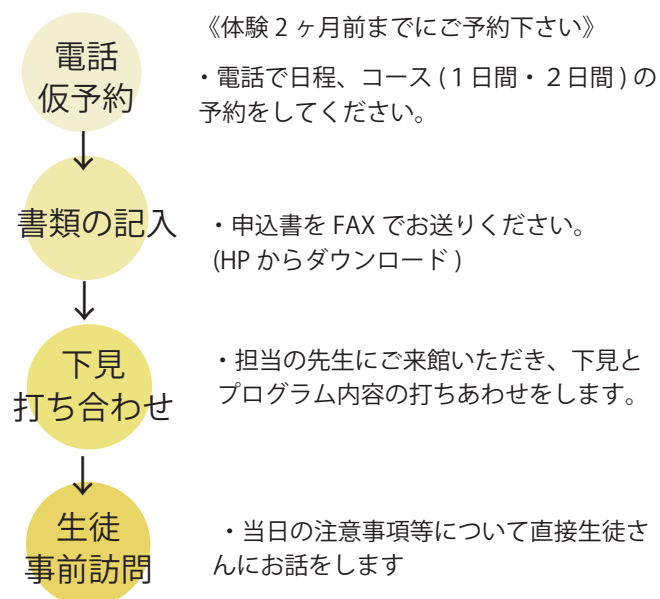 電話
仮予約
《体験 2 ヶ月前までにご予約下さい》
・電話で日程、コース ( 1 日間・ 2 日間 ) の
予約をしてください。
書類の記入
・申込書を FAX でお送りください。
(HP からダウンロード )
下見
打ち合わせ
・担当の先生にご来館いただき、下見と
プログラム内容の打ちあわせをします。
生徒
事前訪問
・当日の注意事項等について直接生徒さ
んにお話をします